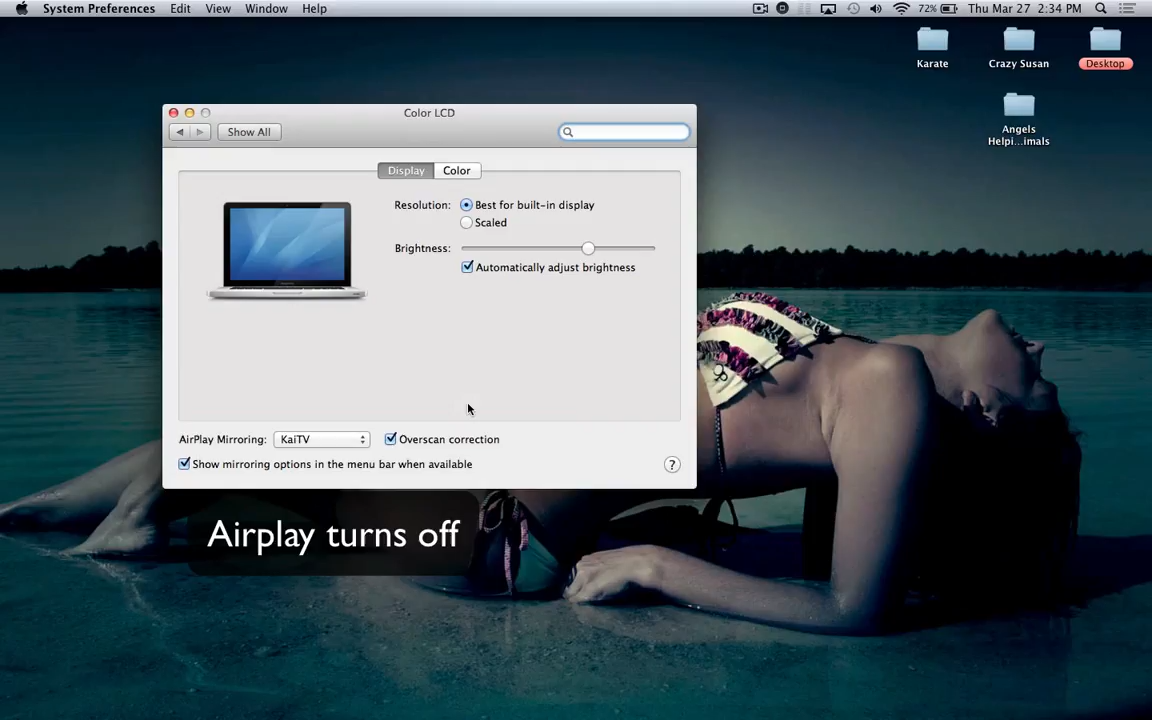 System Preferences Edit View Window Help 72% Thu Mar 27 2:34 PM
Karate Crazy Susan Desktop
Angels
Helpi...imals
Color LCD
Show All
Display Color
Resolution: Best for built-in display
Scaled
Brightness:
Automatically adjust brightness
AirPlay Mirroring: KaiTV Overscan correction
Show mirroring options in the menu bar when available ?
Airplay turns off